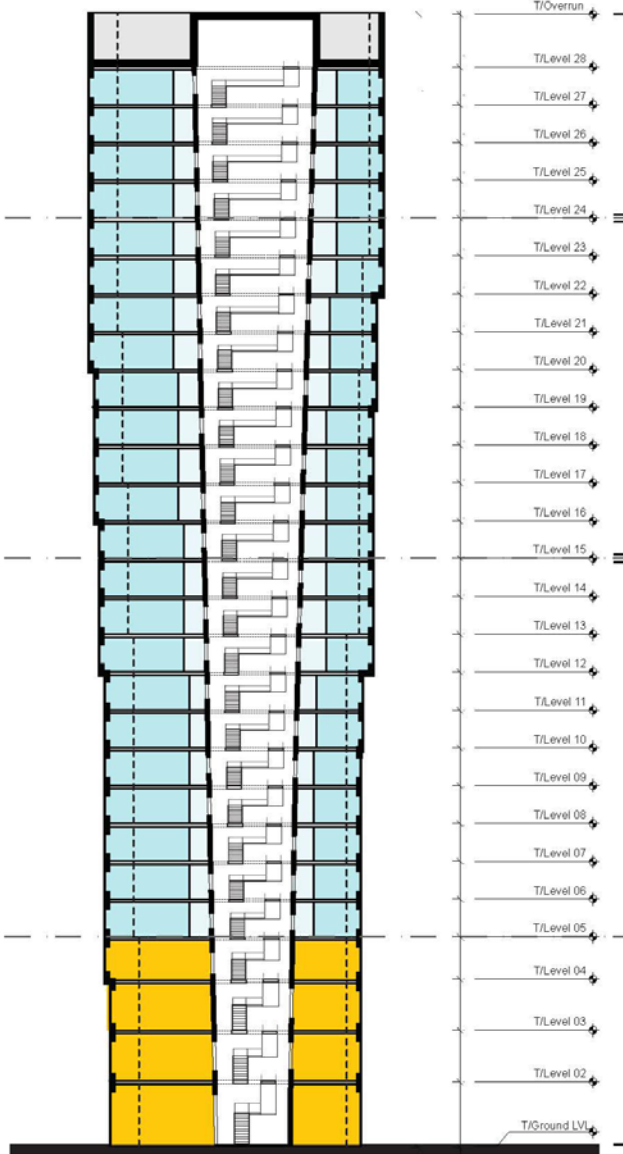 T/Overrun
T/Level 28
T/Level 27
T/Level 26
T/Level 25
T/Level 24
T/Level 23
T/Level 22
T/Level 21
T/Level 20
T/Level 19
T/Level 18
T/Level 17
T/Level 16
T/Level 15
T/Level 14
T/Level 13
T/Level 12
T/Level 11
T/Level 10
T/Level 09
T/Level 08
T/Level 07
T/Level 06
T/Level 05
T/Level 04
T/Level 03
T/Level 02
T/Ground LVL